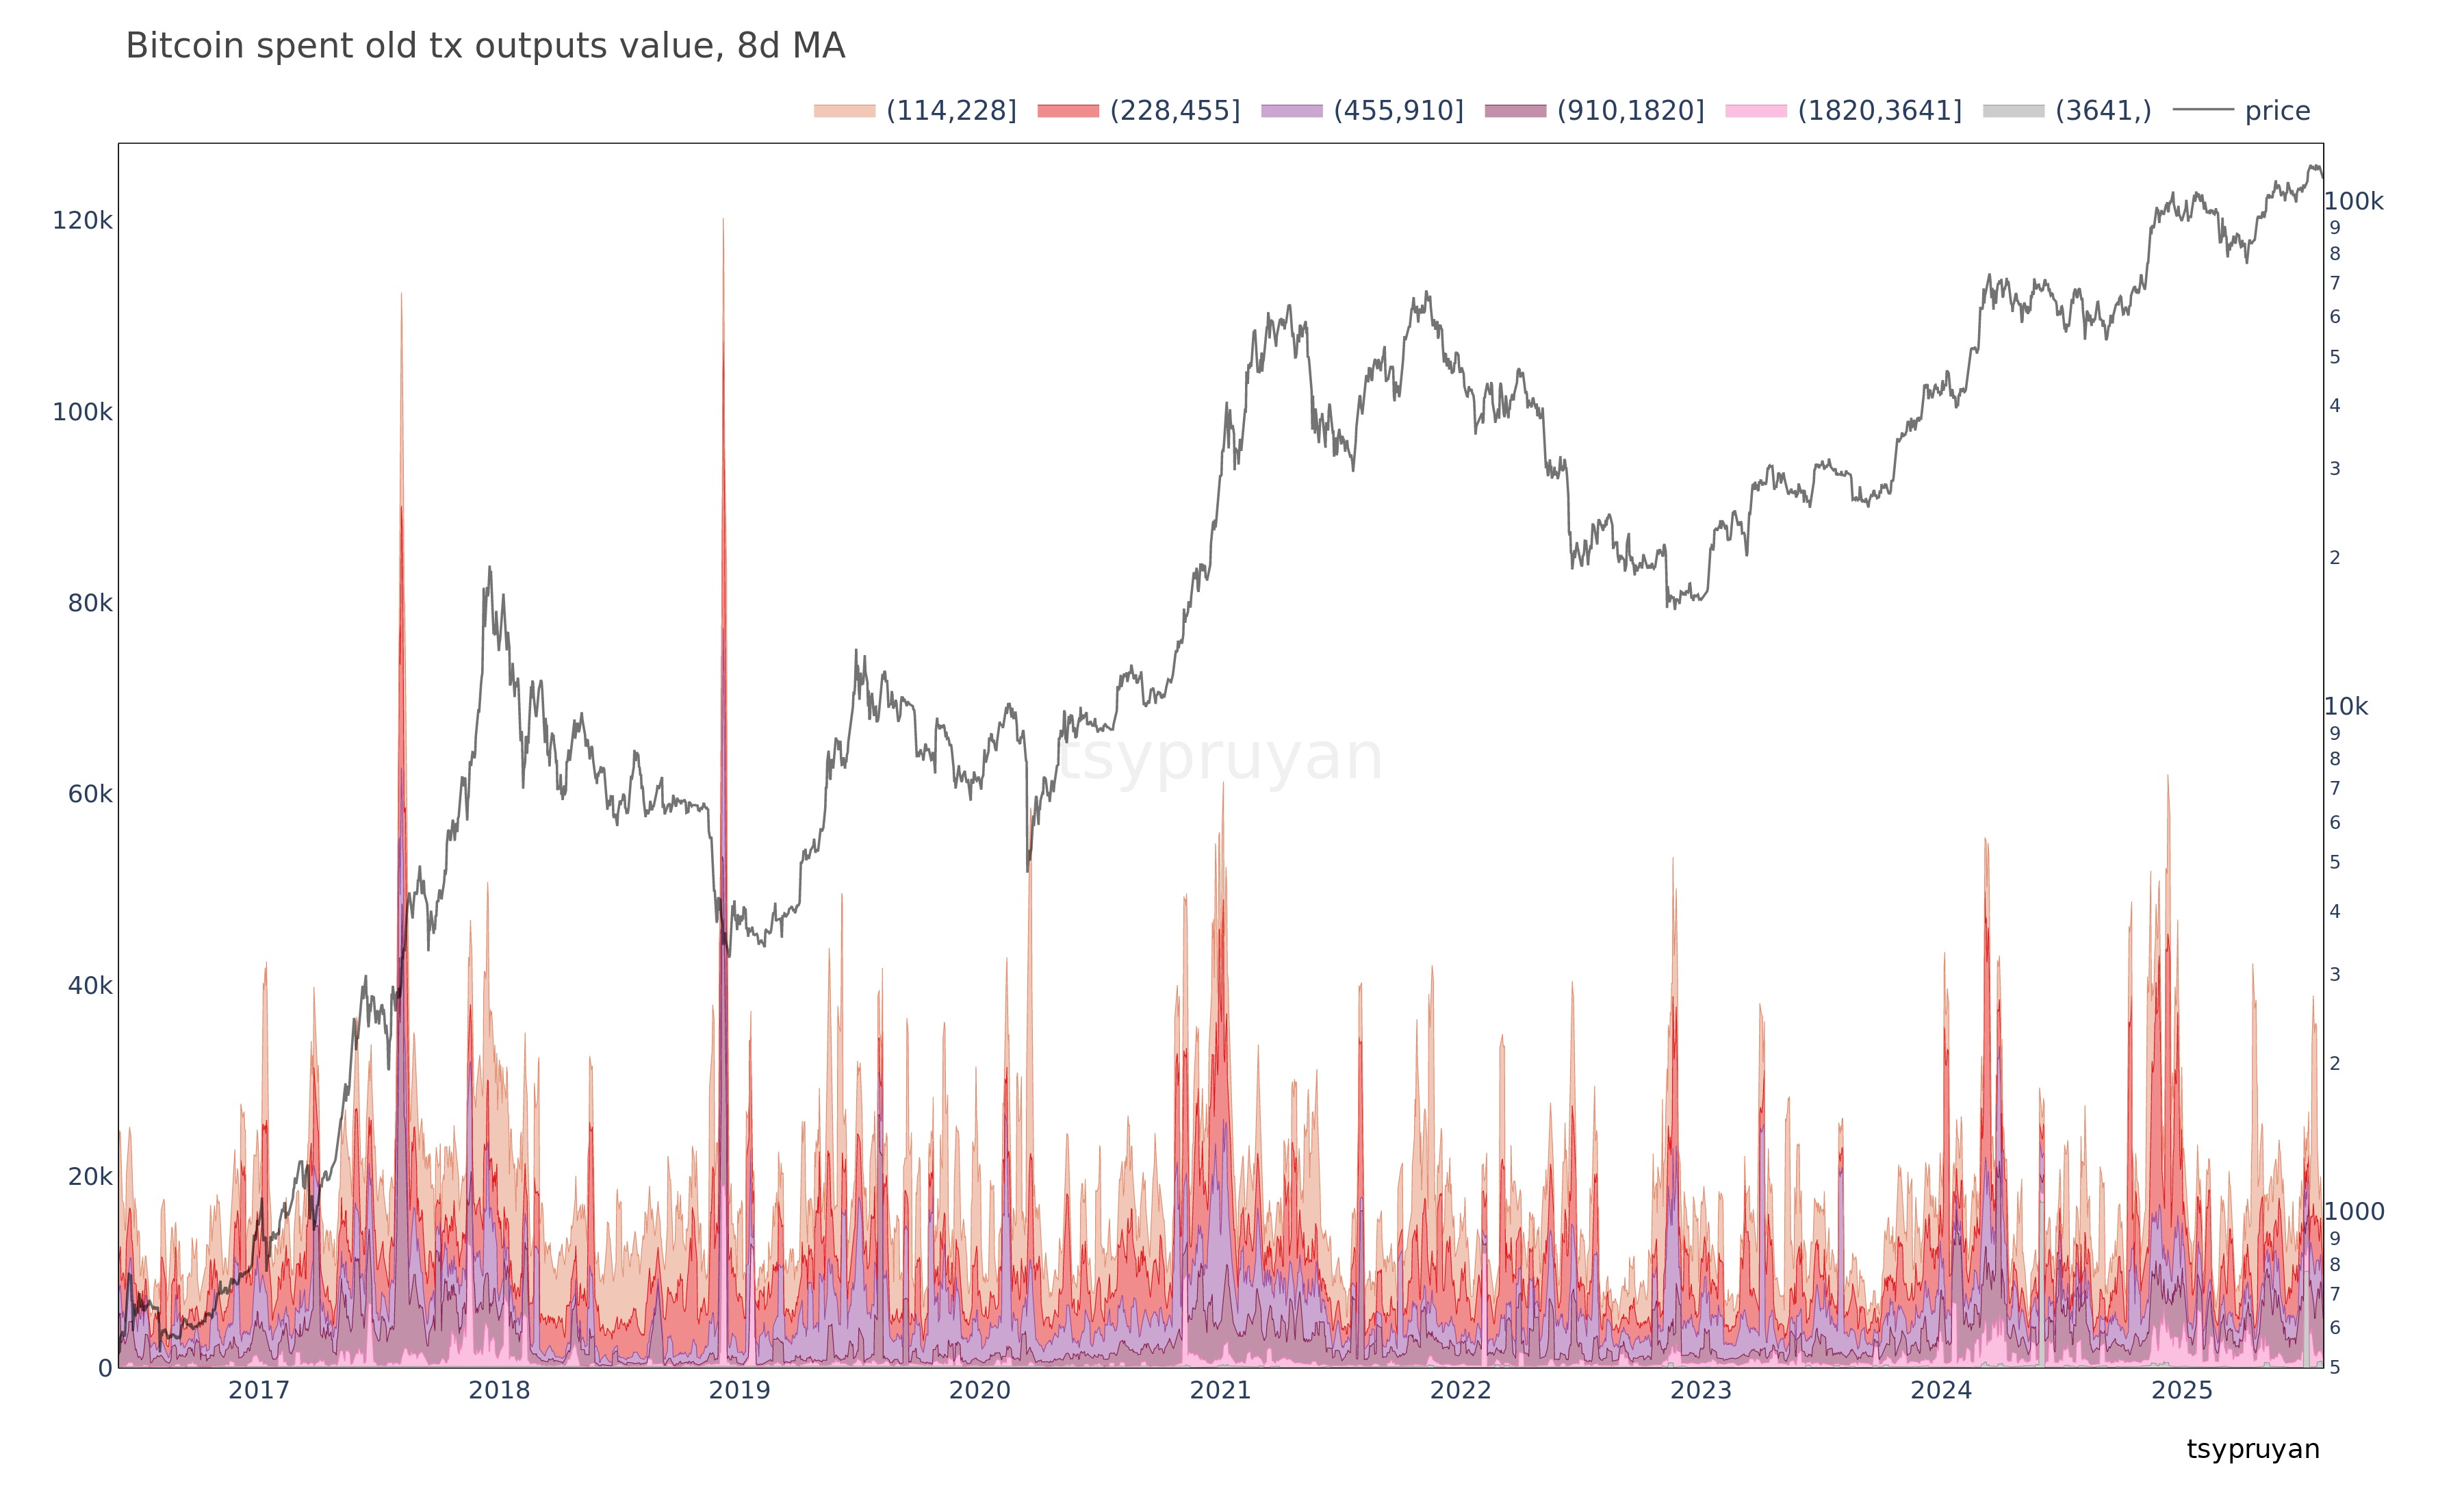 Bitcoin spent old tx outputs value, 8d MA
(114,228] (228,455] (455,910] (910,1820] (1820,3641] (3641,) price
120k
100k
80k
60k
40k
20k
0
100k
9
8
7
6
5
4
3
2
10k
9
8
7
6
5
4
3
2
1000
9
8
7
6
5
tsypruyan
2017 2018 2019 2020 2021 2022 2023 2024 2025
tsypruyan